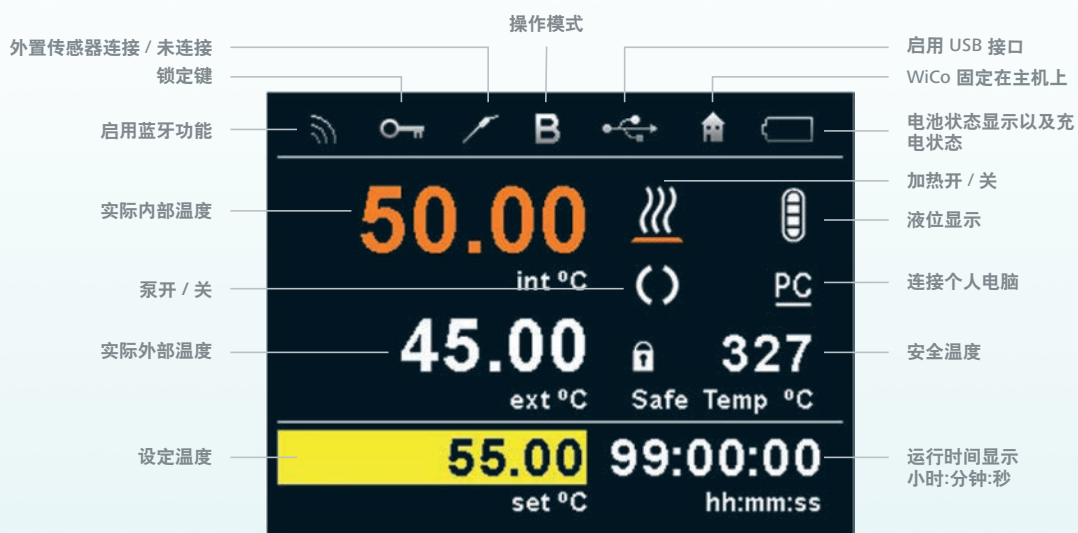 操作模式
外置传感器连接 / 未连接
启用 USB 接口
锁定键
WiCo 固定在主机上
启用蓝牙功能
B
电池状态显示以及充
电状态
加热开 / 关
实际内部温度
50.00
液位显示
int ºC
泵开 / 关
PC
连接个人电脑
实际外部温度
45.00
327
安全温度
ext ºC
Safe Temp ºC
设定温度
55.00
99:00:00
运行时间显示
小时:分钟:秒
set ºC
hh:mm:ss